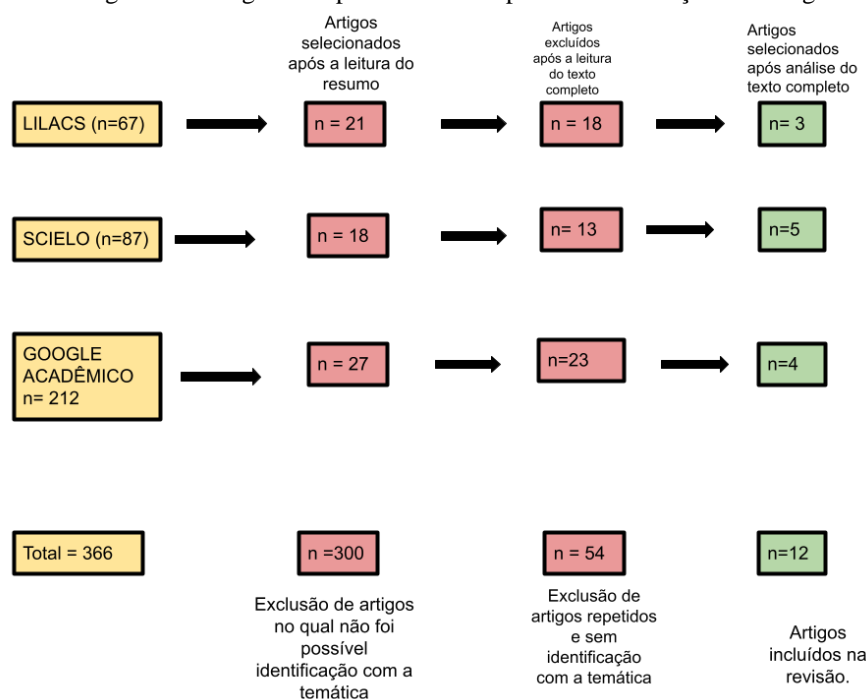 Artigos
selecionados
após a leitura do
resumo
Artigos
excluídos
após a leitura
do texto
completo
Artigos
selecionados
após análise do
texto completo
LILACS (n=67)
n = 21
n = 18
n= 3
SCIELO (n=87)
n = 18
n= 13
n=5
GOOGLE
ACADÊMICO
n= 212
n = 27
n=23
n=4
Total = 366
n =300
n = 54
n=12
Exclusão de artigos
no qual não foi
possível
identificação com a
temática
Exclusão de
artigos repetidos
e sem
identificação
com a temática
Artigos
incluídos na
revisão.